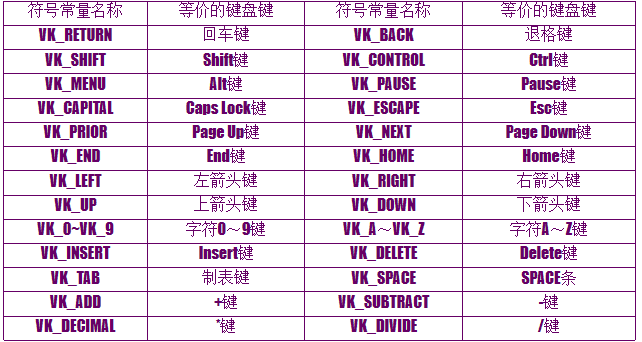 符号常量名称 等价的键盘键 符号常量名称 等价的键盘键
VK_RETURN 回车键 VK_BACK 退格键
VK_SHIFT Shift键 VK_CONTROL Ctrl键
VK_MENU Alt键 VK_PAUSE Pause键
VK_CAPITAL Caps Lock键 VK_ESCAPE Esc键
VK_PRIOR Page Up键 VK_NEXT Page Down键
VK_END End键 VK_HOME Home键
VK_LEFT 左箭头键 VK_RIGHT 右箭头键
VK_UP 上箭头键 VK_DOWN 下箭头键
VK_0~VK_9 字符0～9键 VK_A～VK_Z 字符A～Z键
VK_INSERT Insert键 VK_DELETE Delete键
VK_TAB 制表键 VK_SPACE SPACE条
VK_ADD +键 VK_SUBTRACT -键
VK_DECIMAL *键 VK_DIVIDE /键